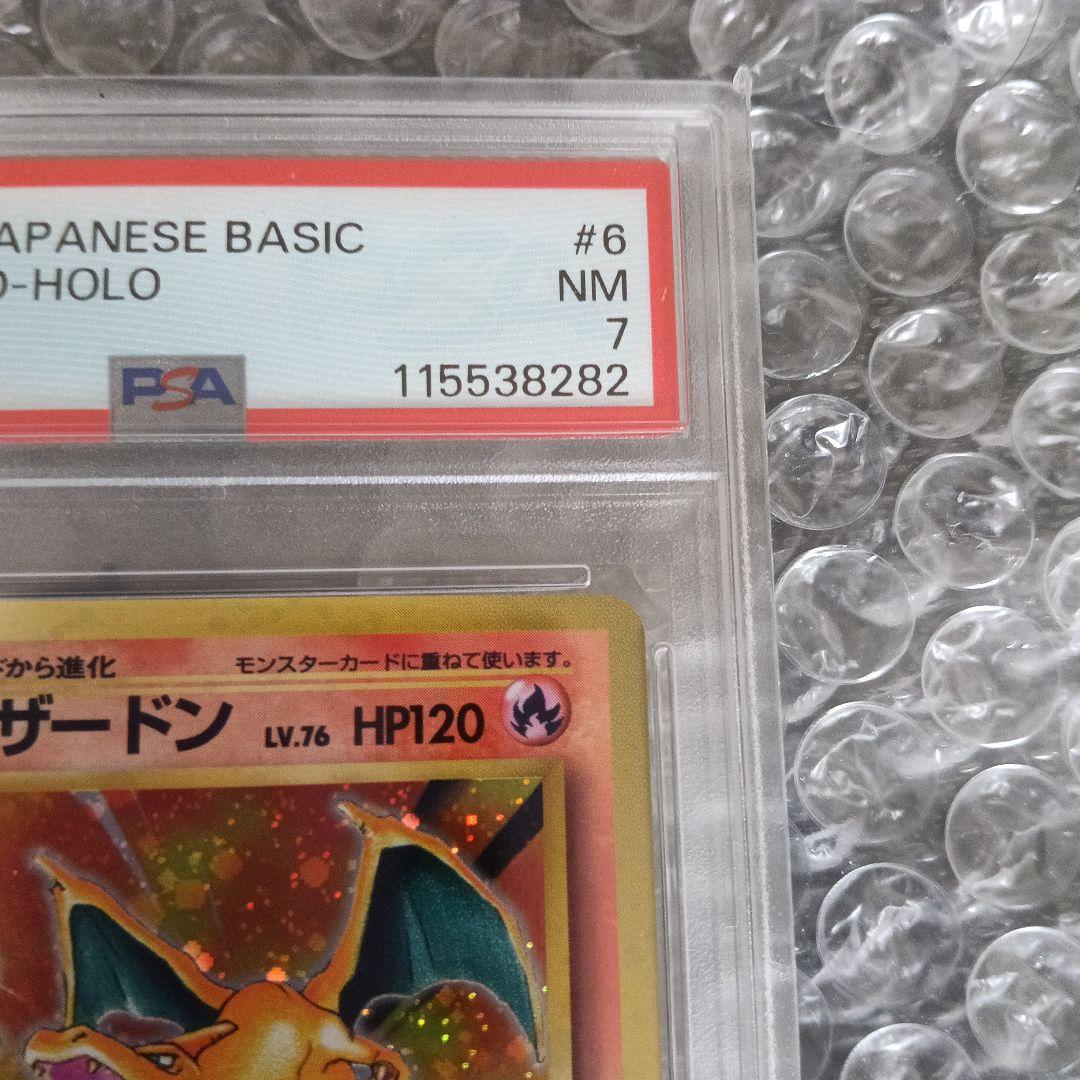 APANESE BASIC #6
D-HOLO NM
7
PSA 115538282
から進化 モンスターカードに重ねて使います。
ザードン LV.76 HP120